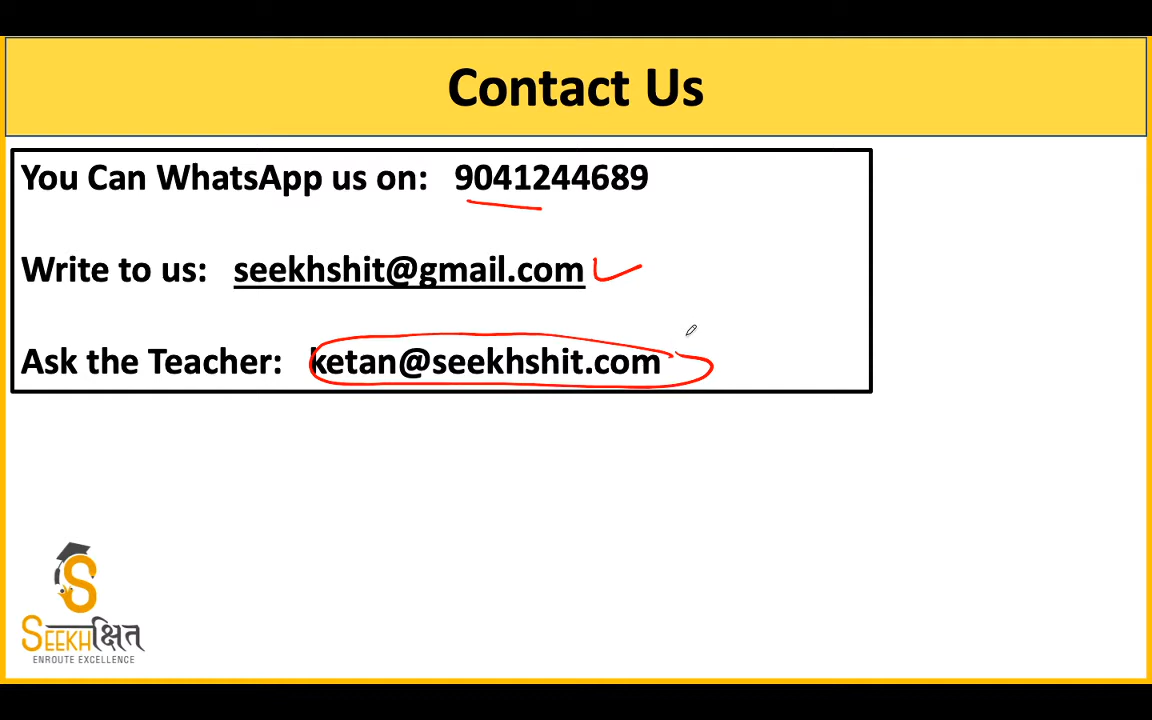 Contact Us
You Can WhatsApp us on: 9041244689
Write to us: seekhshit@gmail.com
Ask the Teacher: ketan@seekhshit.com
S
SEEKHक्षित
ENROUTE EXCELLENCE